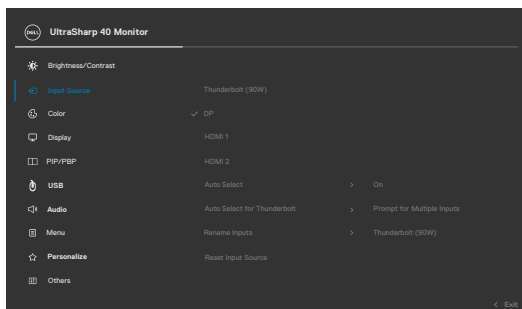 DELL UltraSharp 40 Monitor
Brightness/Contrast
Input Source Thunderbolt (90W)
Color DP
Display HDMI 1
PIP/PBP HDMI 2
USB Auto Select On
Audio Auto Select for Thunderbolt Prompt for Multiple Inputs
Menu Rename Inputs Thunderbolt (90W)
Personalize Reset Input Source
Others
Exit